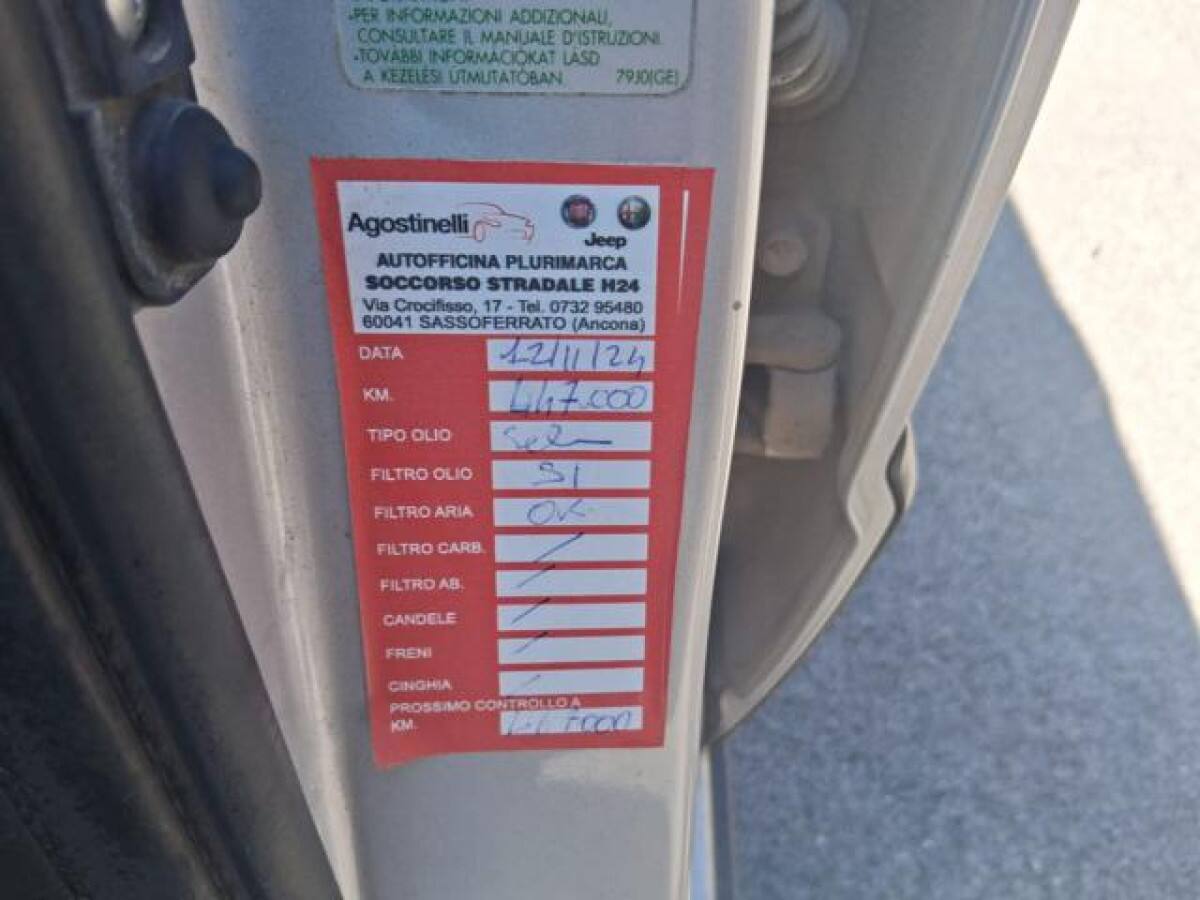 •PER INFORMAZIONI ADDIZIONALI,
CONSULTARE IL MANUALE D'ISTRUZIONI.
•TOVÁBBI INFORMÁCIÓKAT LÁSD
A KEZELÉSI ÚTMUTATÓBAN. 79J0(GE)
Agostinelli
Jeep
AUTOFFICINA PLURIMARCA
SOCCORSO STRADALE H24
Via Crocifisso, 17 - Tel. 0732 95480
60041 SASSOFERRATO (Ancona)
DATA 12/11/24
KM. 447.000
TIPO OLIO
FILTRO OLIO SI
FILTRO ARIA OK
FILTRO CARB. /
FILTRO AB. /
CANDELE /
FRENI /
CINGHIA /
PROSSIMO CONTROLLO A
KM.